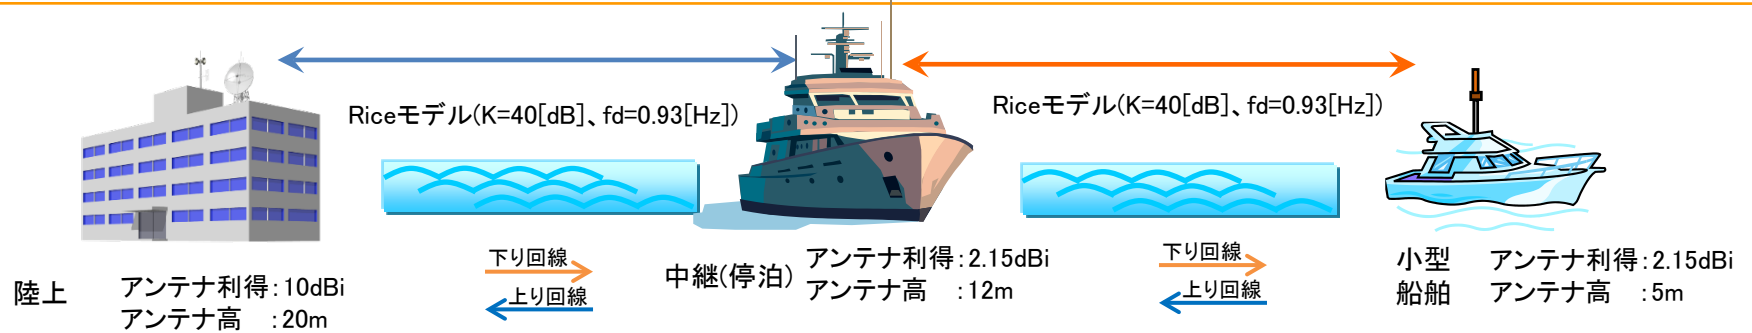 Riceモデル(K=40[dB]、fd=0.93[Hz])
Riceモデル(K=40[dB]、fd=0.93[Hz])
下り回線
上り回線
下り回線
上り回線
陸上
アンテナ利得:10dBi
アンテナ高　:20m
中継(停泊)
アンテナ利得:2.15dBi
アンテナ高　:12m
小型
船舶
アンテナ利得:2.15dBi
アンテナ高　:5m